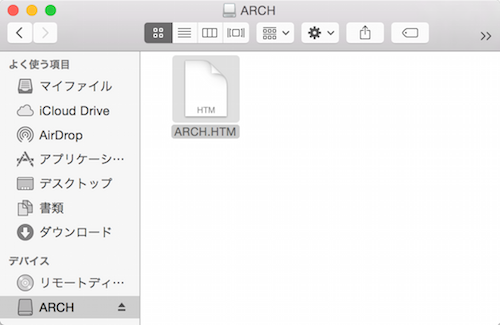 ARCH
よく使う項目
マイファイル
iCloud Drive
AirDrop
アプリケーシ…
デスクトップ
書類
ダウンロード
デバイス
リモートディ…
ARCH
HTM
ARCH.HTM